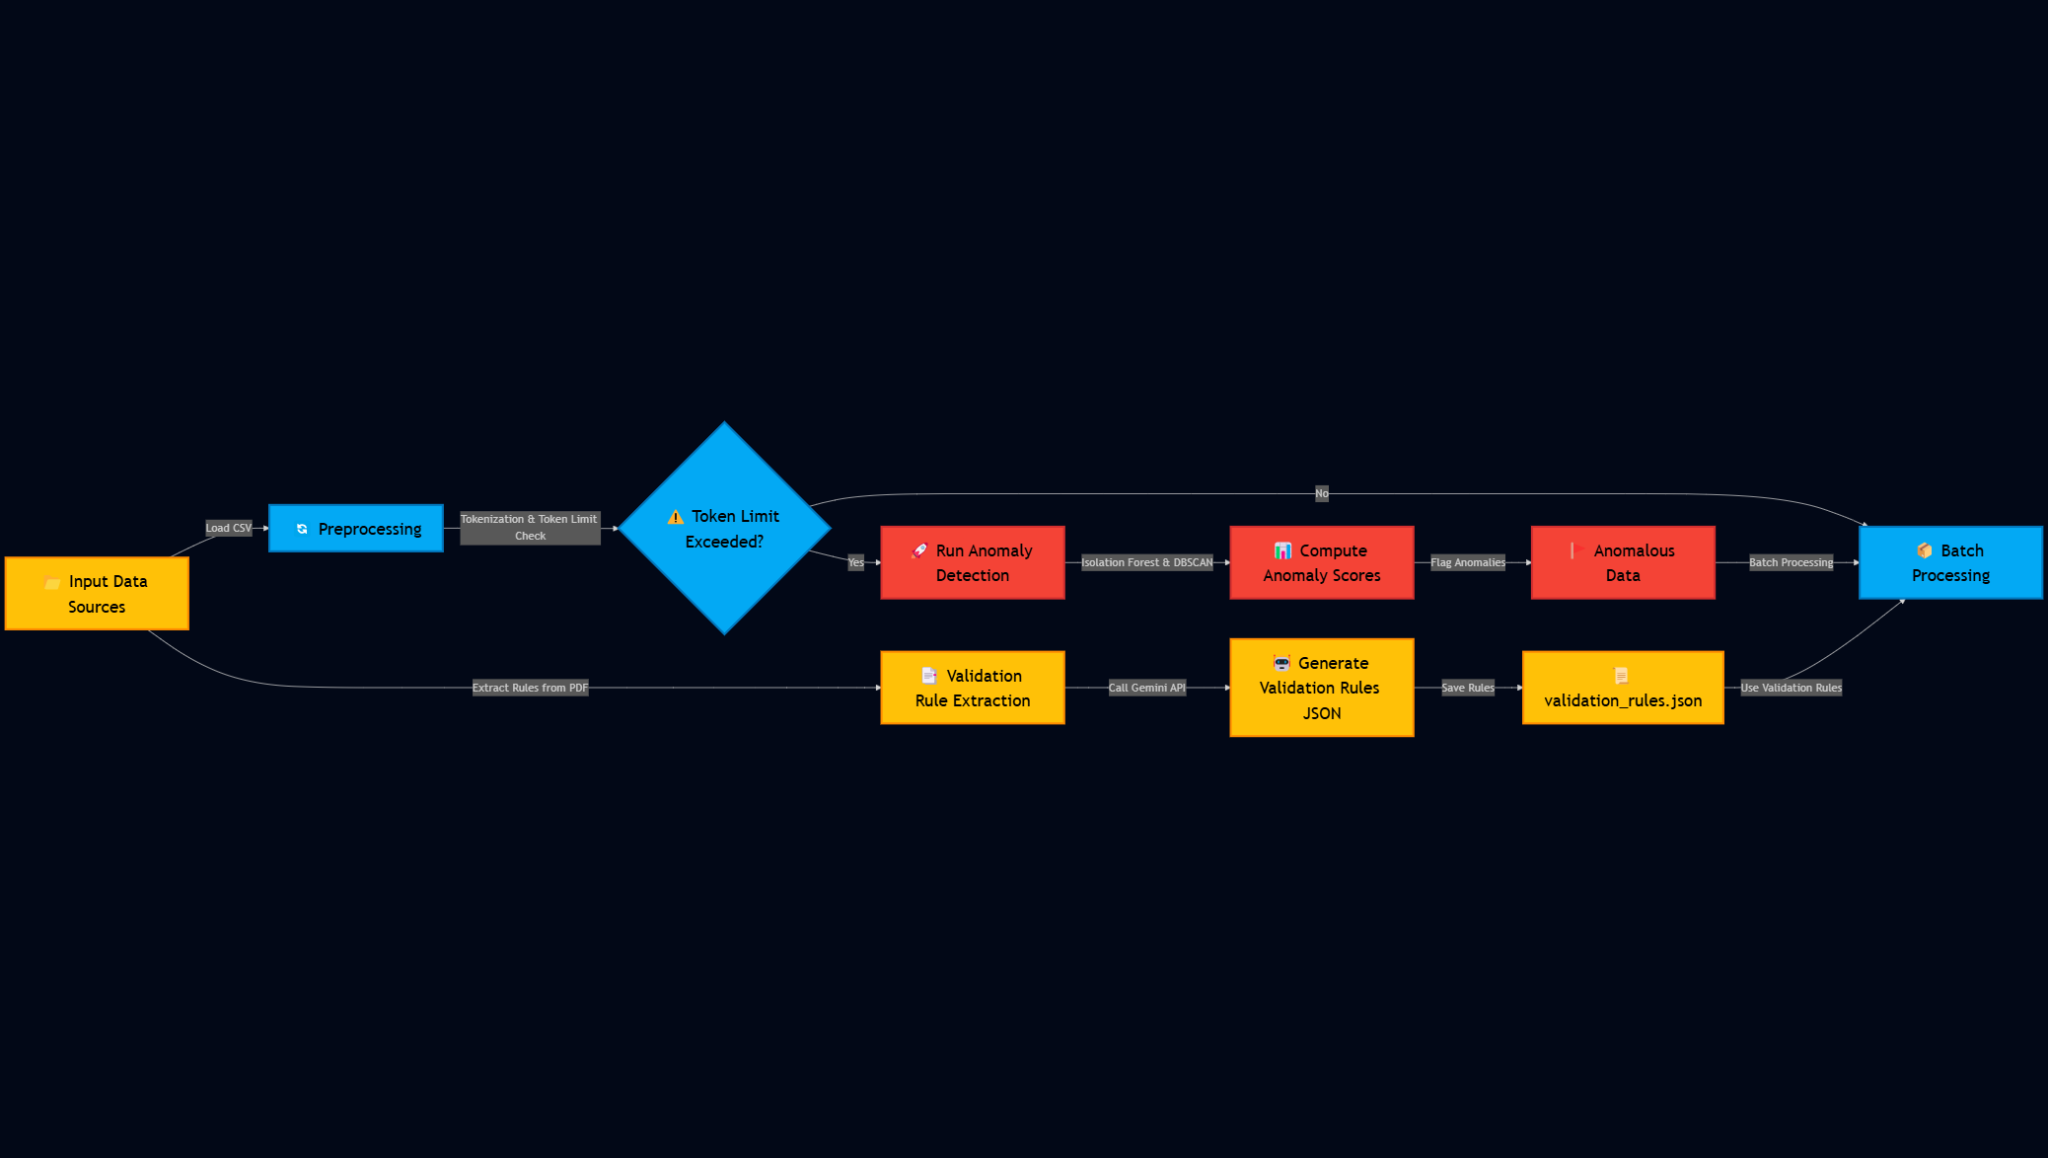 📁 Input Data
Sources
Load CSV
🔄 Preprocessing
Tokenization & Token Limit
Check
⚠️ Token Limit
Exceeded?
No
Yes
🚀 Run Anomaly
Detection
Isolation Forest & DBSCAN
📊 Compute
Anomaly Scores
Flag Anomalies
🚩 Anomalous
Data
Batch Processing
📦 Batch
Processing
Extract Rules from PDF
📑 Validation
Rule Extraction
Call Gemini API
🤖 Generate
Validation Rules
JSON
Save Rules
📜
validation_rules.json
Use Validation Rules